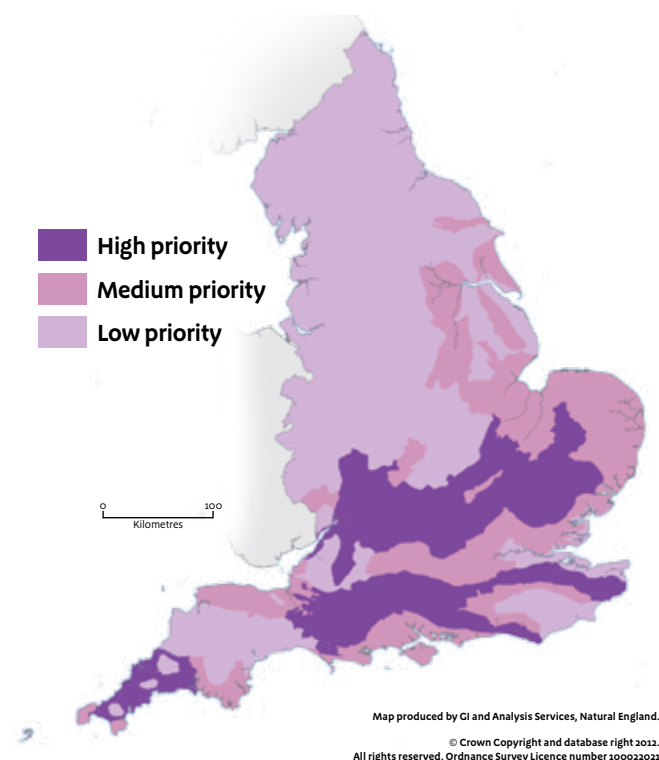 High priority
Medium priority
Low priority
0 100
Kilometres
Map produced by GI and Analysis Services, Natural England.
© Crown Copyright and database right 2012.
All rights reserved. Ordnance Survey Licence number 100022021